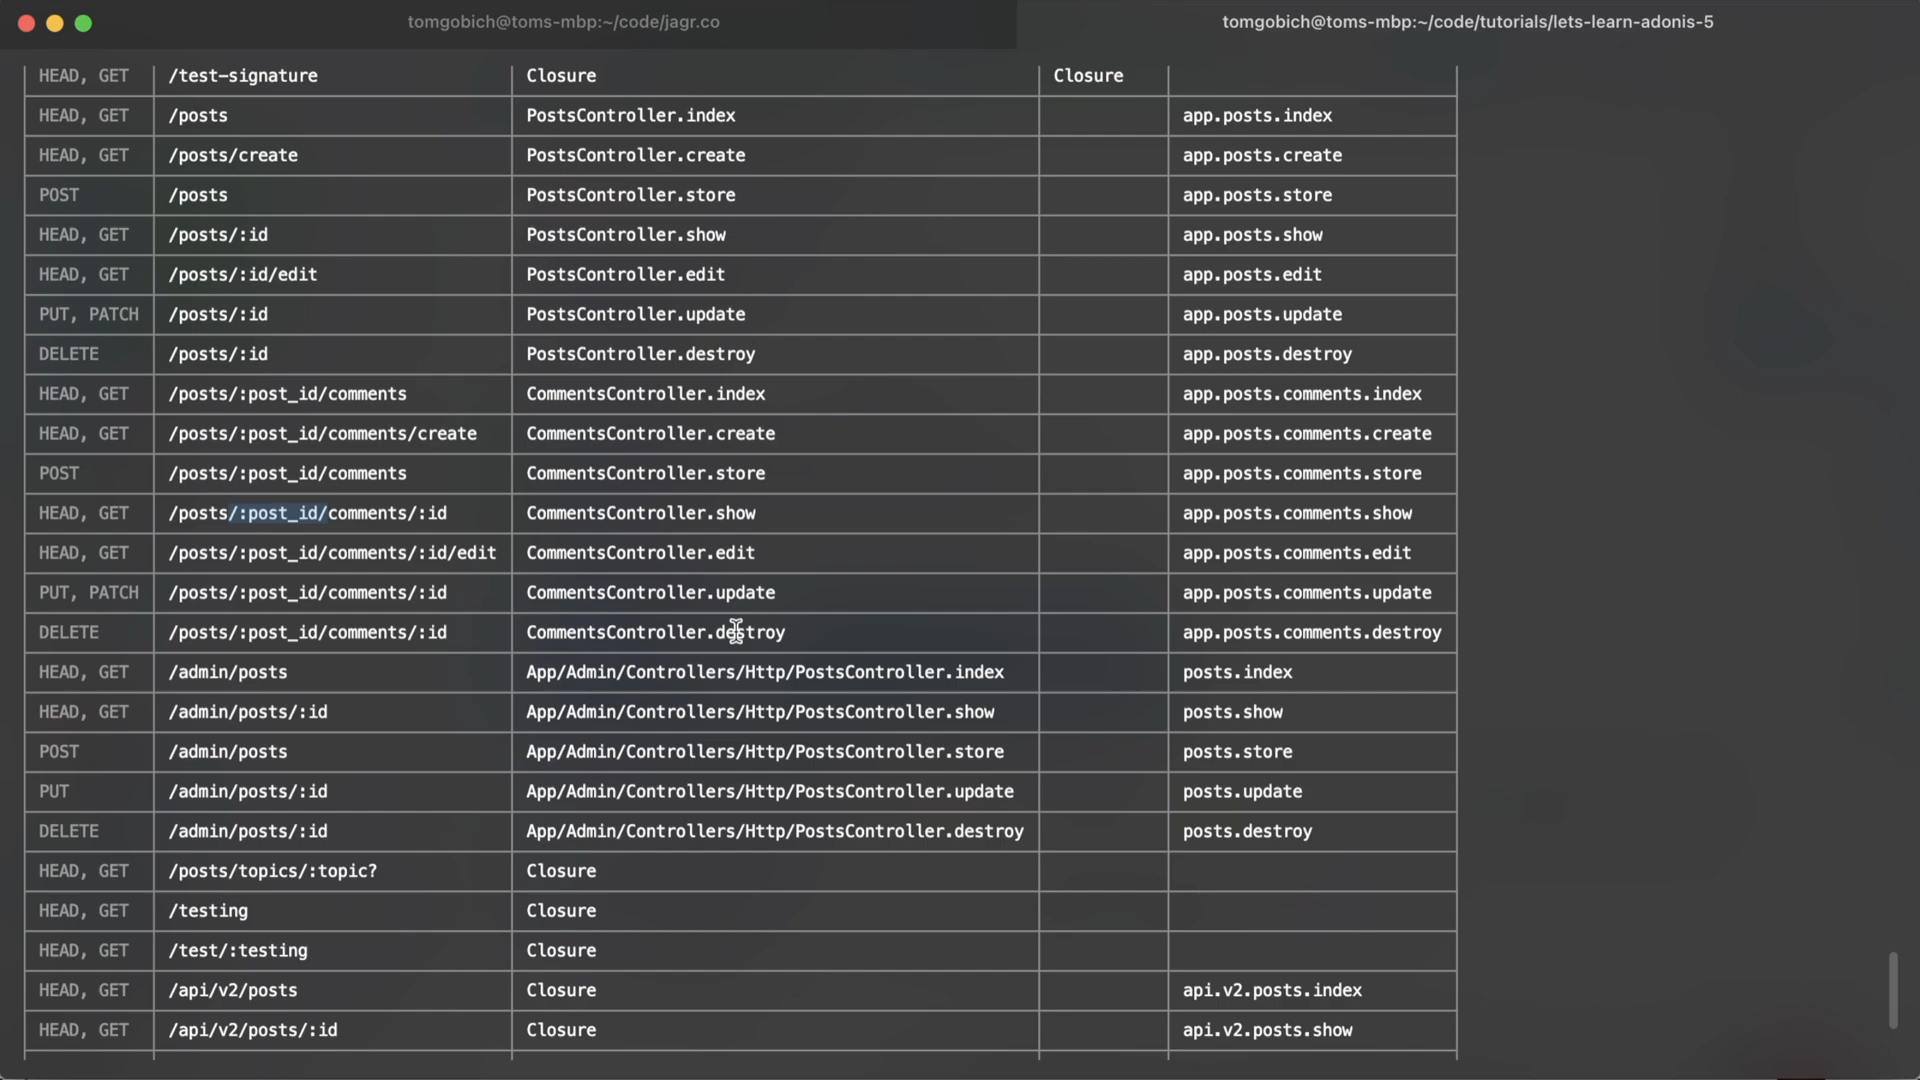 tomgobich@toms-mbp:~/code/jagr.co tomgobich@toms-mbp:~/code/tutorials/lets-learn-adonis-5
HEAD, GET /test-signature Closure Closure
HEAD, GET /posts PostsController.index app.posts.index
HEAD, GET /posts/create PostsController.create app.posts.create
POST /posts PostsController.store app.posts.store
HEAD, GET /posts/:id PostsController.show app.posts.show
HEAD, GET /posts/:id/edit PostsController.edit app.posts.edit
PUT, PATCH /posts/:id PostsController.update app.posts.update
DELETE /posts/:id PostsController.destroy app.posts.destroy
HEAD, GET /posts/:post_id/comments CommentsController.index app.posts.comments.index
HEAD, GET /posts/:post_id/comments/create CommentsController.create app.posts.comments.create
POST /posts/:post_id/comments CommentsController.store app.posts.comments.store
HEAD, GET /posts/:post_id/comments/:id CommentsController.show app.posts.comments.show
HEAD, GET /posts/:post_id/comments/:id/edit CommentsController.edit app.posts.comments.edit
PUT, PATCH /posts/:post_id/comments/:id CommentsController.update app.posts.comments.update
DELETE /posts/:post_id/comments/:id CommentsController.destroy app.posts.comments.destroy
HEAD, GET /admin/posts App/Admin/Controllers/Http/PostsController.index posts.index
HEAD, GET /admin/posts/:id App/Admin/Controllers/Http/PostsController.show posts.show
POST /admin/posts App/Admin/Controllers/Http/PostsController.store posts.store
PUT /admin/posts/:id App/Admin/Controllers/Http/PostsController.update posts.update
DELETE /admin/posts/:id App/Admin/Controllers/Http/PostsController.destroy posts.destroy
HEAD, GET /posts/topics/:topic? Closure
HEAD, GET /testing Closure
HEAD, GET /test/:testing Closure
HEAD, GET /api/v2/posts Closure api.v2.posts.index
HEAD, GET /api/v2/posts/:id Closure api.v2.posts.show